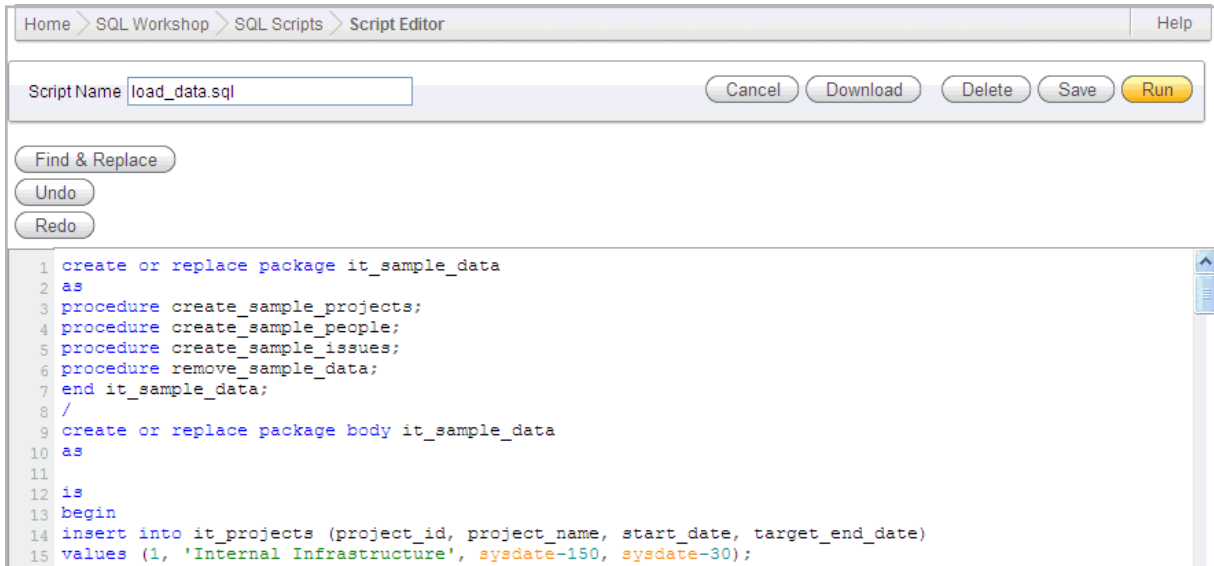 Home > SQL Workshop > SQL Scripts > Script Editor Help
Script Name load_data.sql Cancel Download Delete Save Run
Find & Replace
Undo
Redo
1 create or replace package it_sample_data
2 as
3 procedure create_sample_projects;
4 procedure create_sample_people;
5 procedure create_sample_issues;
6 procedure remove_sample_data;
7 end it_sample_data;
8 /
9 create or replace package body it_sample_data
10 as
11
12 is
13 begin
14 insert into it_projects (project_id, project_name, start_date, target_end_date)
15 values (1, 'Internal Infrastructure', sysdate-150, sysdate-30);